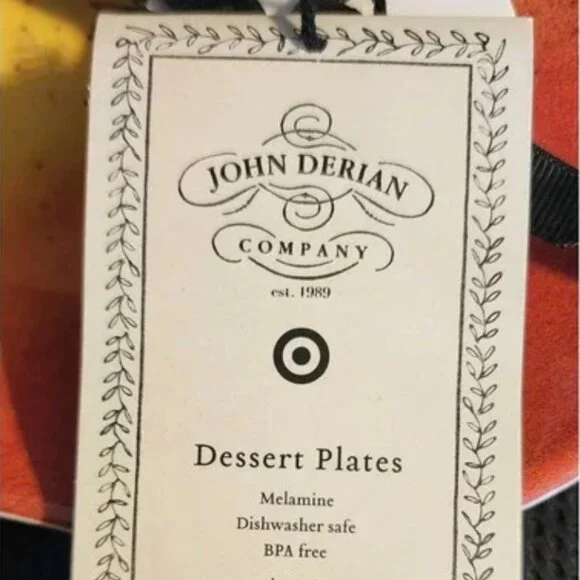 JOHN DERIAN
COMPANY
est. 1989
Dessert Plates
Melamine
Dishwasher safe
BPA free